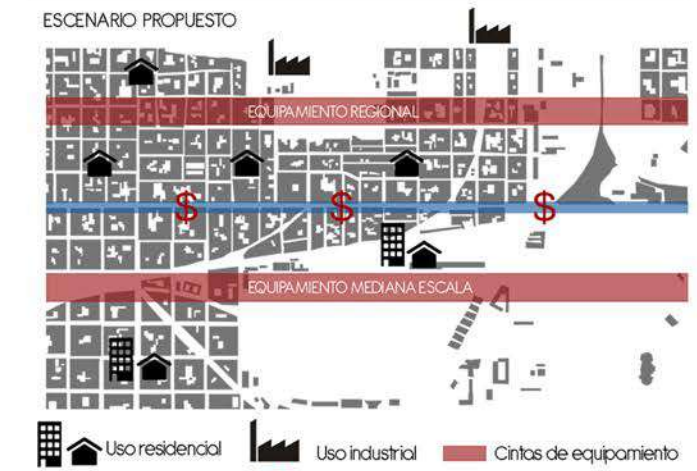 ESCENARIO PROPUESTO
EQUIPAMIENTO REGIONAL
$ $ $
EQUIPAMIENTO MEDIANA ESCALA
Uso residencial Uso industrial Cintas de equipamiento